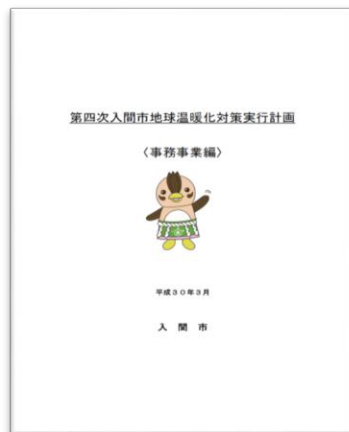 第四次入間市地球温暖化対策実行計画
〈事務事業編〉
平成30年3月
入間市